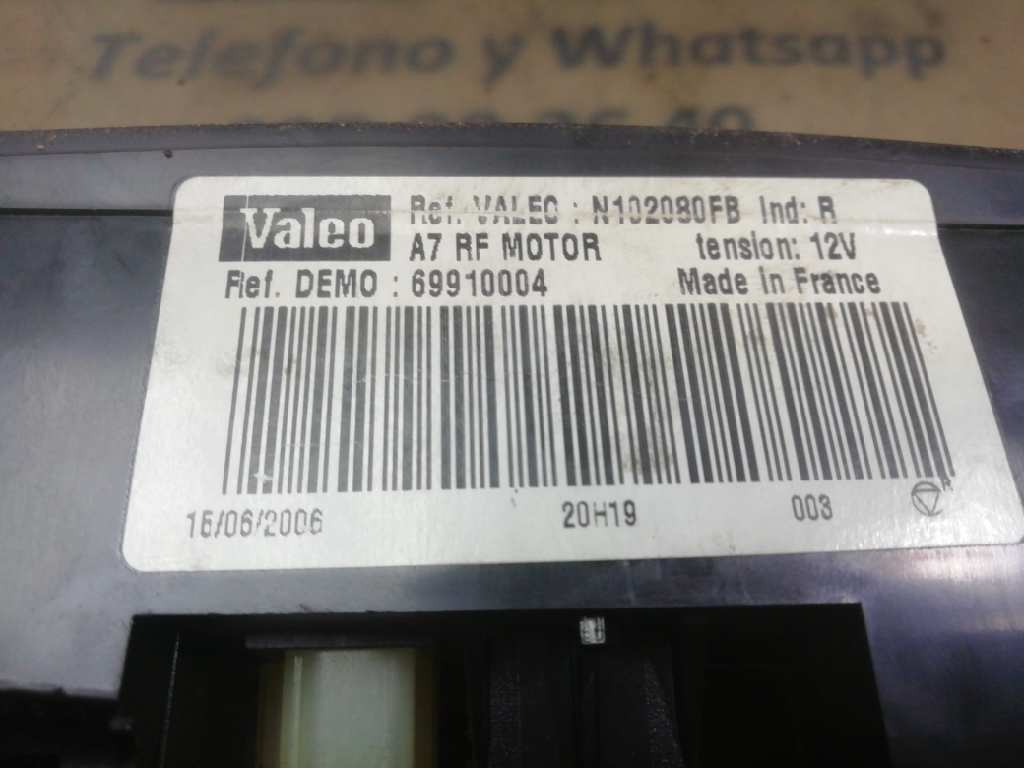 Telefono y Whatsapp
Valeo Ref. VALEO : N102080FB Ind: R
A7 RF MOTOR tension: 12V
Ref. DEMO : 69910004 Made In France
15/06/2006 20H19 003